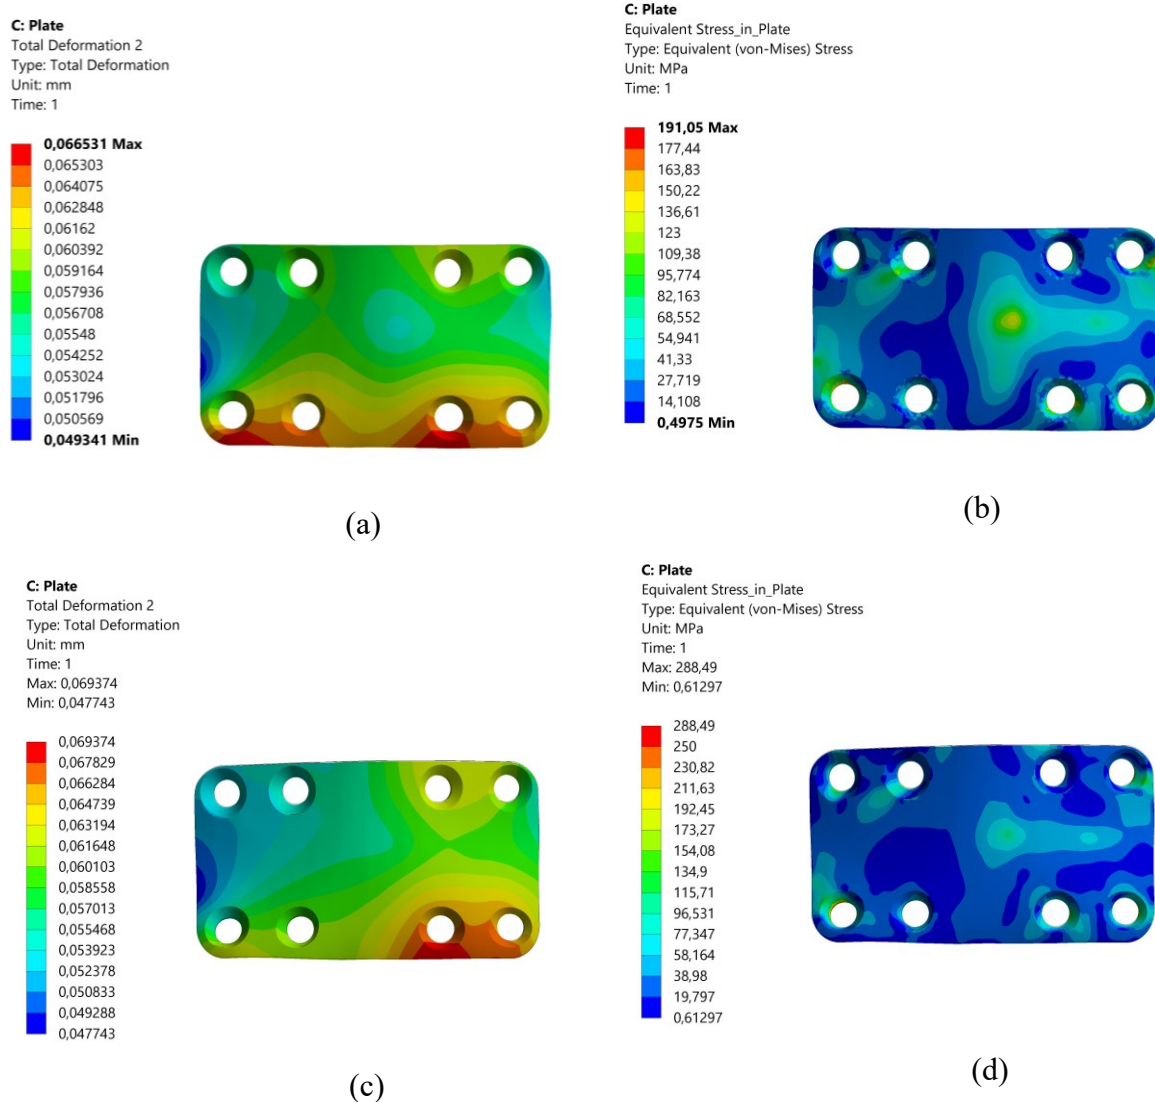 C: Plate
Total Deformation 2
Type: Total Deformation
Unit: mm
Time: 1
0,066531 Max
0,065303
0,064075
0,062848
0,06162
0,060392
0,059164
0,057936
0,056708
0,05548
0,054252
0,053024
0,051796
0,050569
0,049341 Min
(a)
C: Plate
Equivalent Stress_in_Plate
Type: Equivalent (von-Mises) Stress
Unit: MPa
Time: 1
191,05 Max
177,44
163,83
150,22
136,61
123
109,38
95,774
82,163
68,552
54,941
41,33
27,719
14,108
0,4975 Min
(b)
C: Plate
Total Deformation 2
Type: Total Deformation
Unit: mm
Time: 1
Max: 0,069374
Min: 0,047743
0,069374
0,067829
0,066284
0,064739
0,063194
0,061648
0,060103
0,058558
0,057013
0,055468
0,053923
0,052378
0,050833
0,049288
0,047743
(c)
C: Plate
Equivalent Stress_in_Plate
Type: Equivalent (von-Mises) Stress
Unit: MPa
Time: 1
Max: 288,49
Min: 0,61297
288,49
250
230,82
211,63
192,45
173,27
154,08
134,9
115,71
96,531
77,347
58,164
38,98
19,797
0,61297
(d)